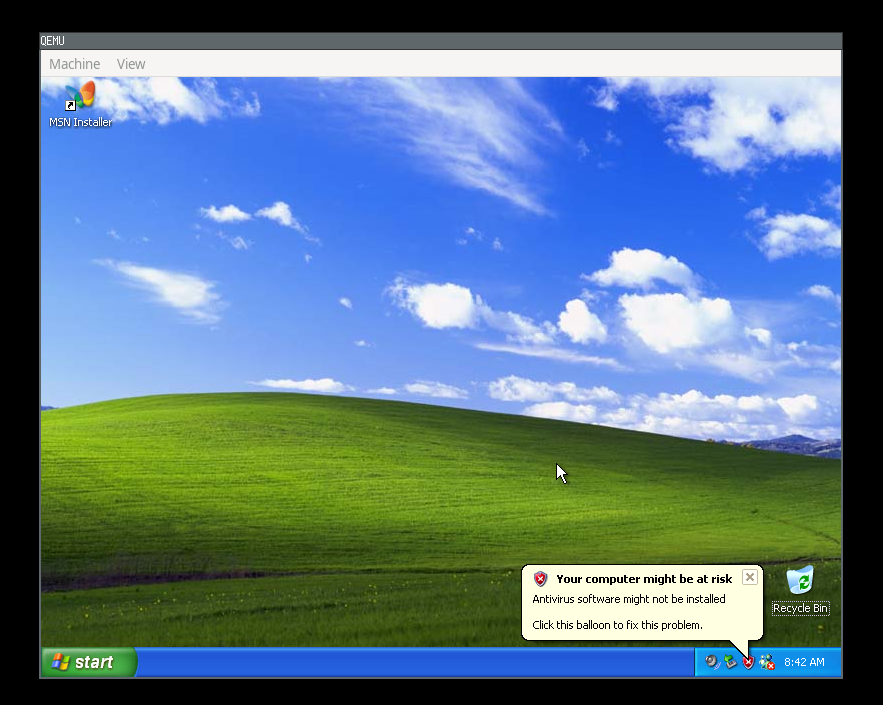 QEMU
Machine View
MSN Installer
Your computer might be at risk
Antivirus software might not be installed
Click this balloon to fix this problem.
Recycle Bin
start
8:42 AM